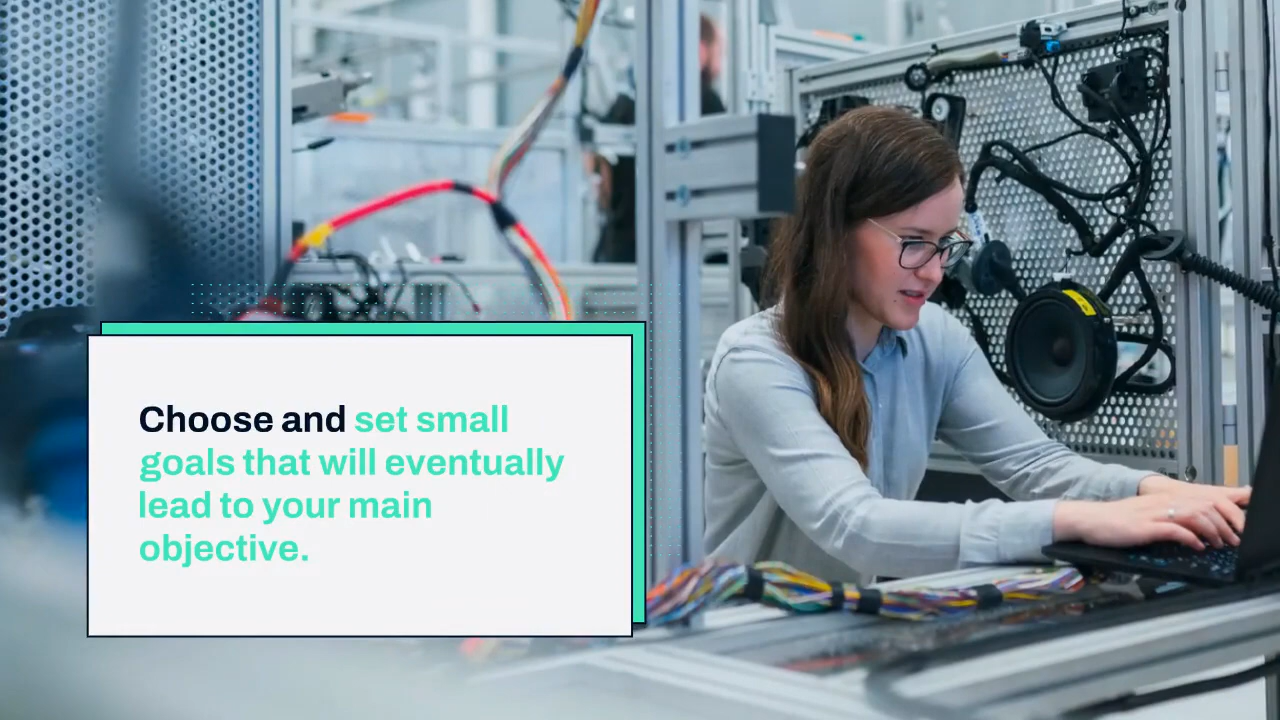 Choose and set small
goals that will eventually
lead to your main
objective.